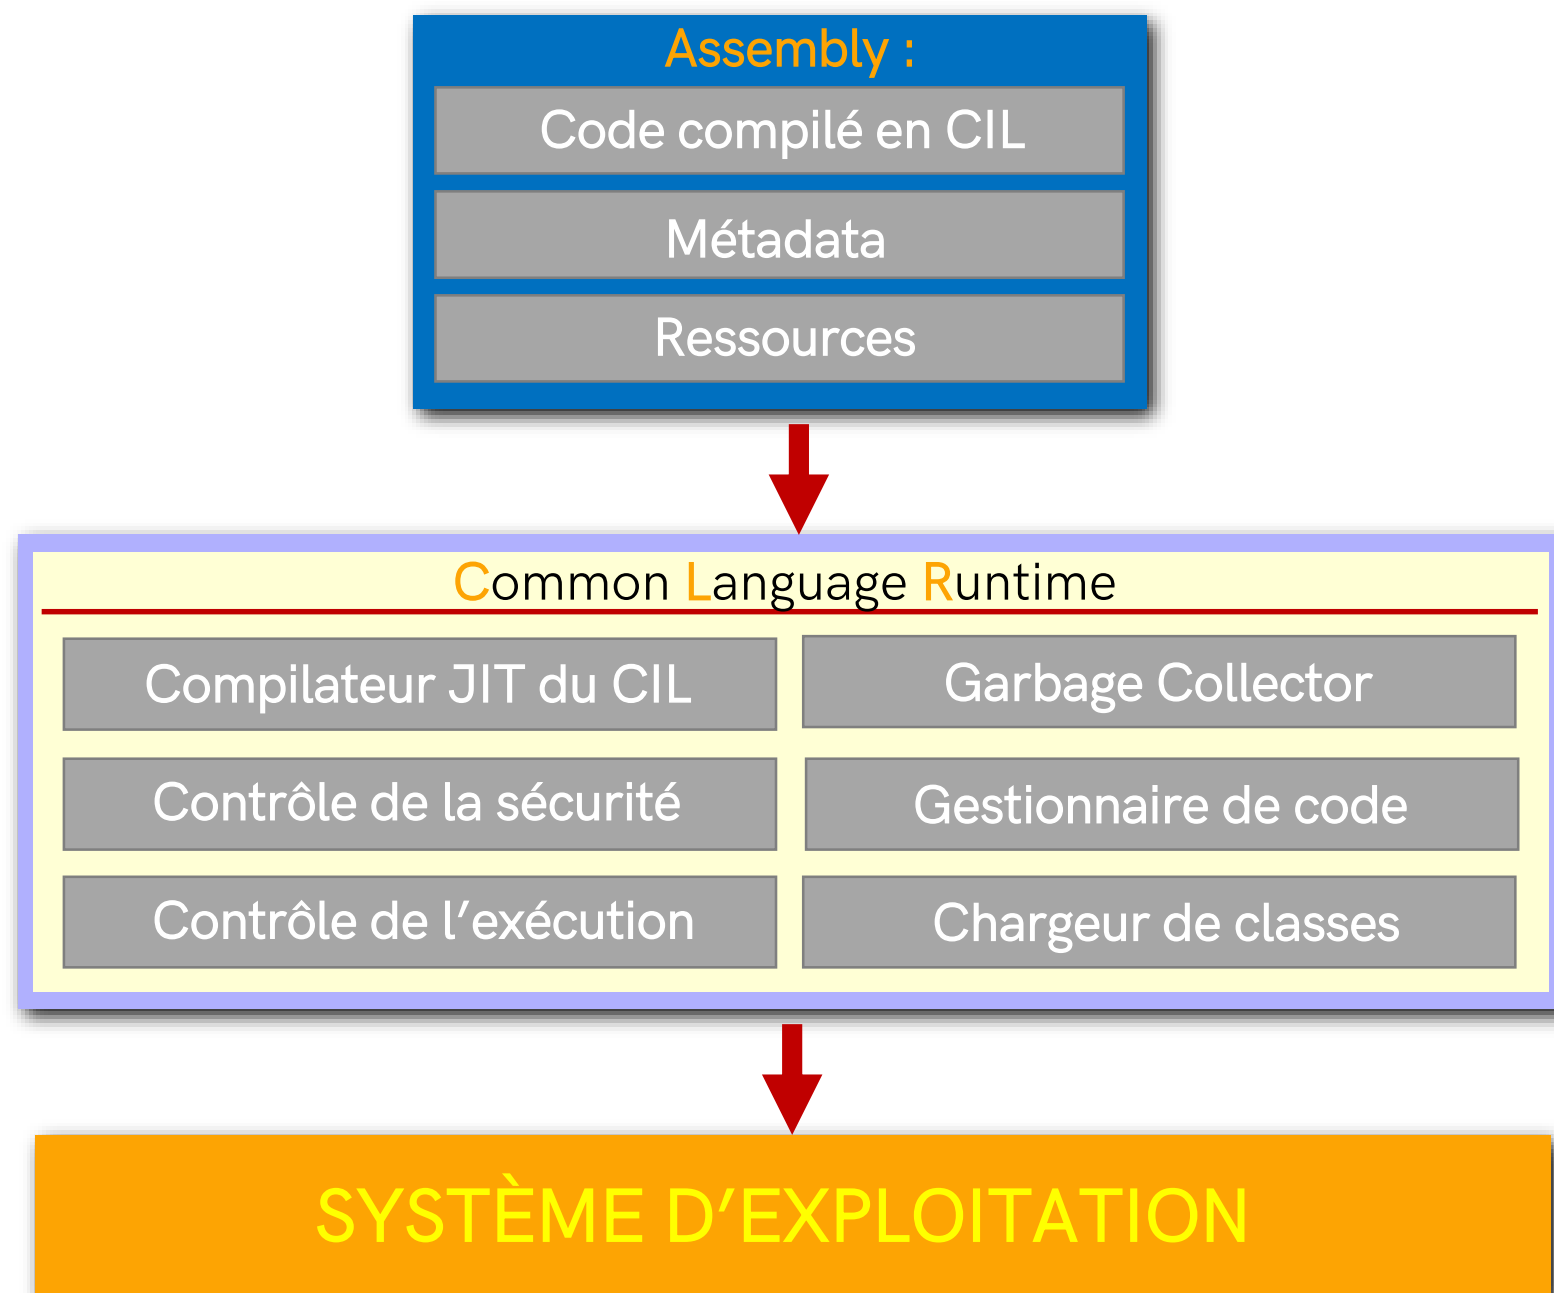 Assembly :
Code compilé en CIL
Métadata
Ressources
Common Language Runtime
Compilateur JIT du CIL
Garbage Collector
Contrôle de la sécurité
Gestionnaire de code
Contrôle de l’exécution
Chargeur de classes
SYSTÈME D’EXPLOITATION